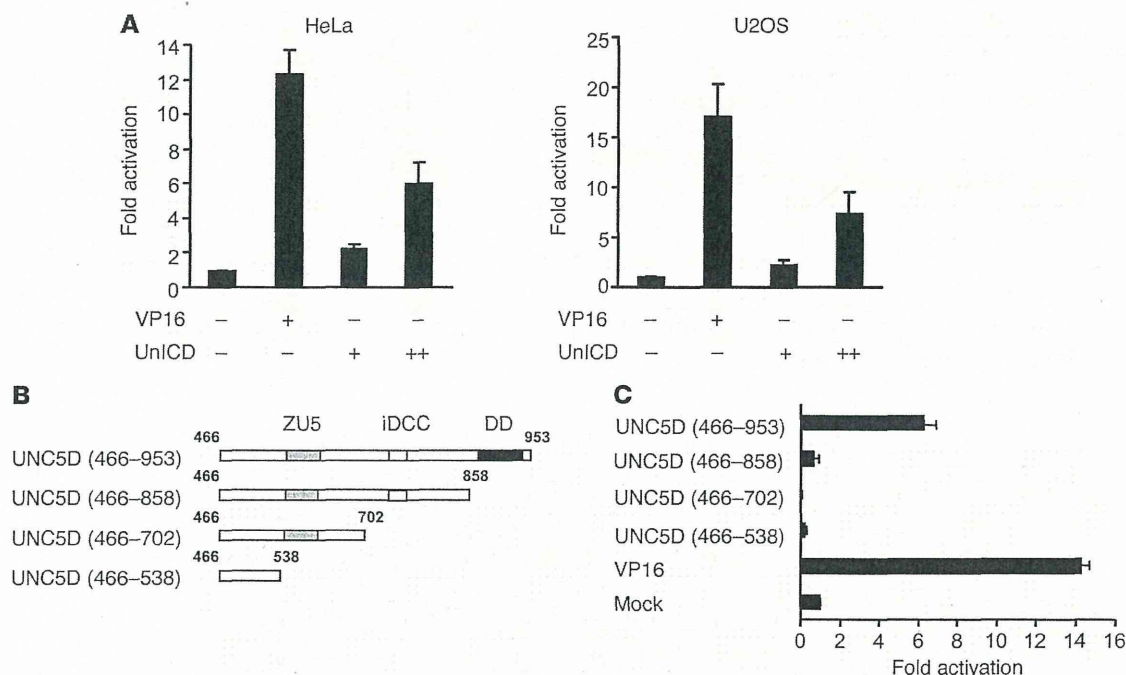 A
HeLa
Fold activation
14
12
10
8
6
4
2
0
VP16 – + – –
UnICD – – + ++
U2OS
Fold activation
25
20
15
10
5
0
– + – –
– – + ++
B
ZU5 iDCC DD
466 953
UNC5D (466–953)
466 858
UNC5D (466–858)
466 702
UNC5D (466–702)
466 538
UNC5D (466–538)
C
UNC5D (466–953)
UNC5D (466–858)
UNC5D (466–702)
UNC5D (466–538)
VP16
Mock
0 2 4 6 8 10 12 14 16
Fold activation